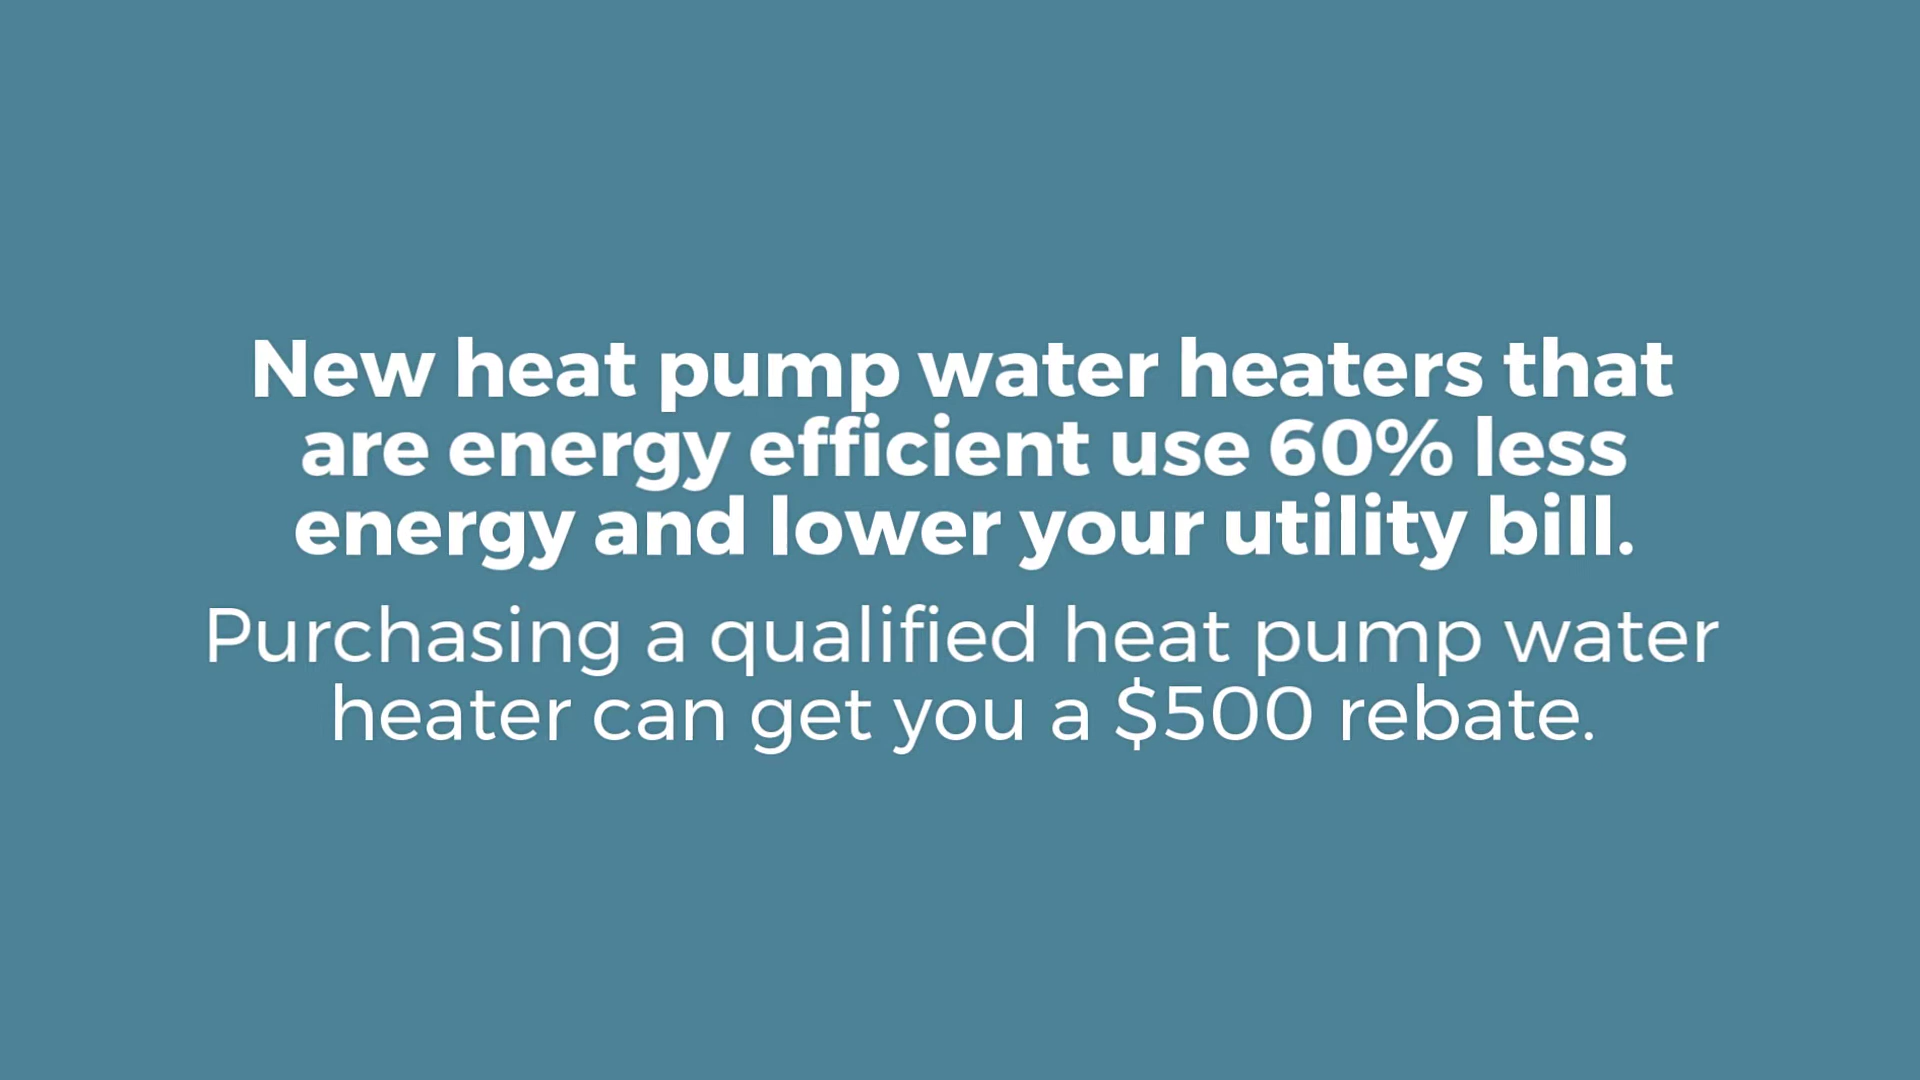 New heat pump water heaters that
are energy efficient use 60% less
energy and lower your utility bill.
Purchasing a qualified heat pump water
heater can get you a $500 rebate.